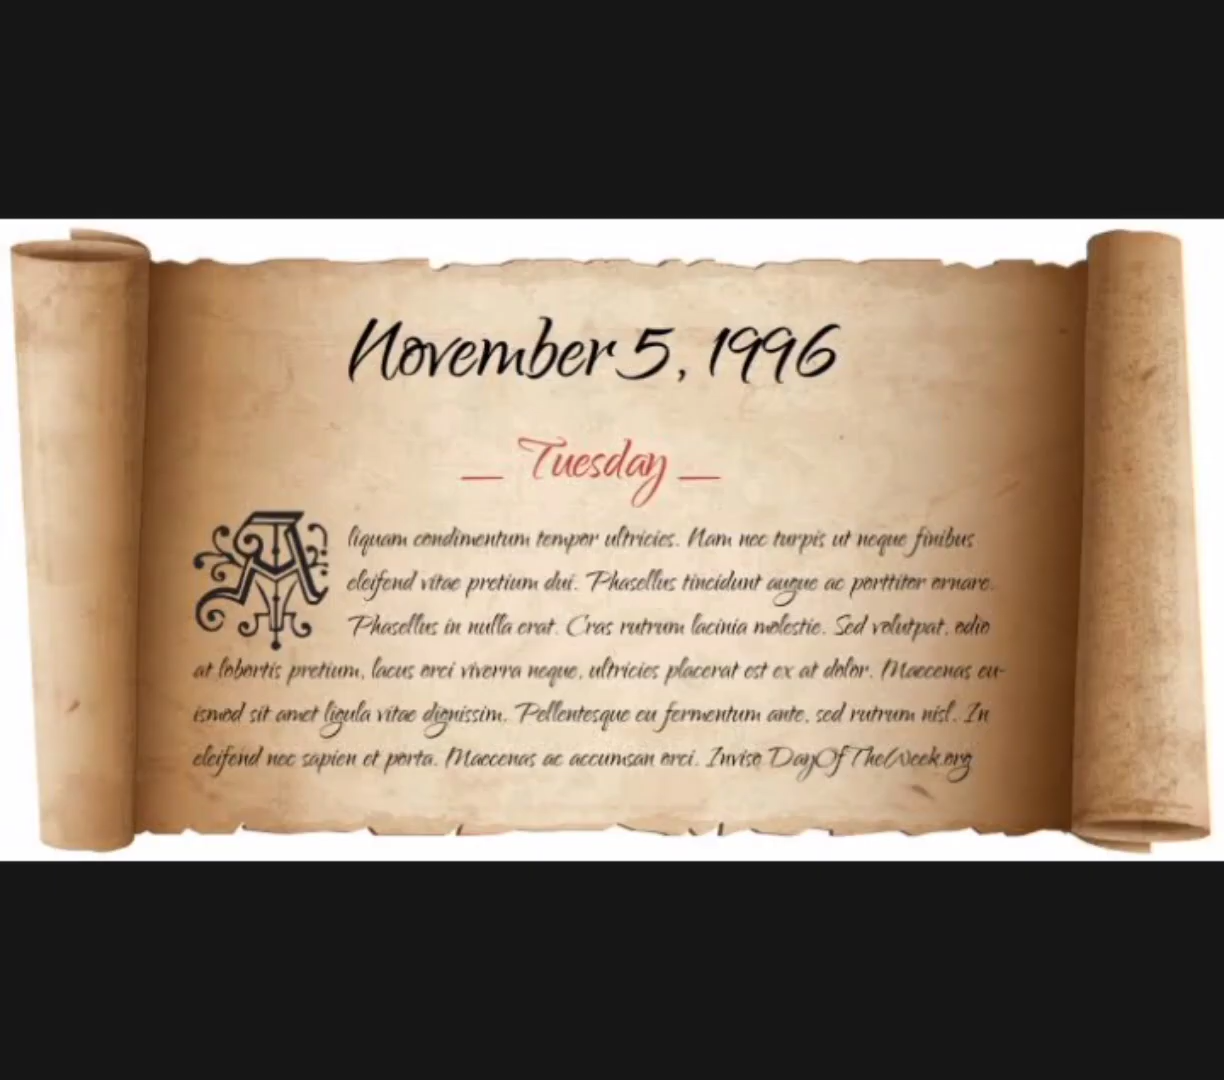 November 5, 1996
— Tuesday —
Aliquam condimentum tempor ultricies. Nam nec turpis ut neque finibus
eleifend vitae pretium dui. Phasellus tincidunt augue ac porttitor ornare.
Phasellus in nulla erat. Cras rutrum lacinia molestie. Sed volutpat, odio
at lobortis pretium, lacus orci viverra neque, ultricies placerat est ex at dolor. Maecenas eu-
ismod sit amet ligula vitae dignissim. Pellentesque eu fermentum ante, sed rutrum nisl. In
eleifend nec sapien et porta. Maecenas ac accumsan orci. Inviso DayOfTheWeek.org